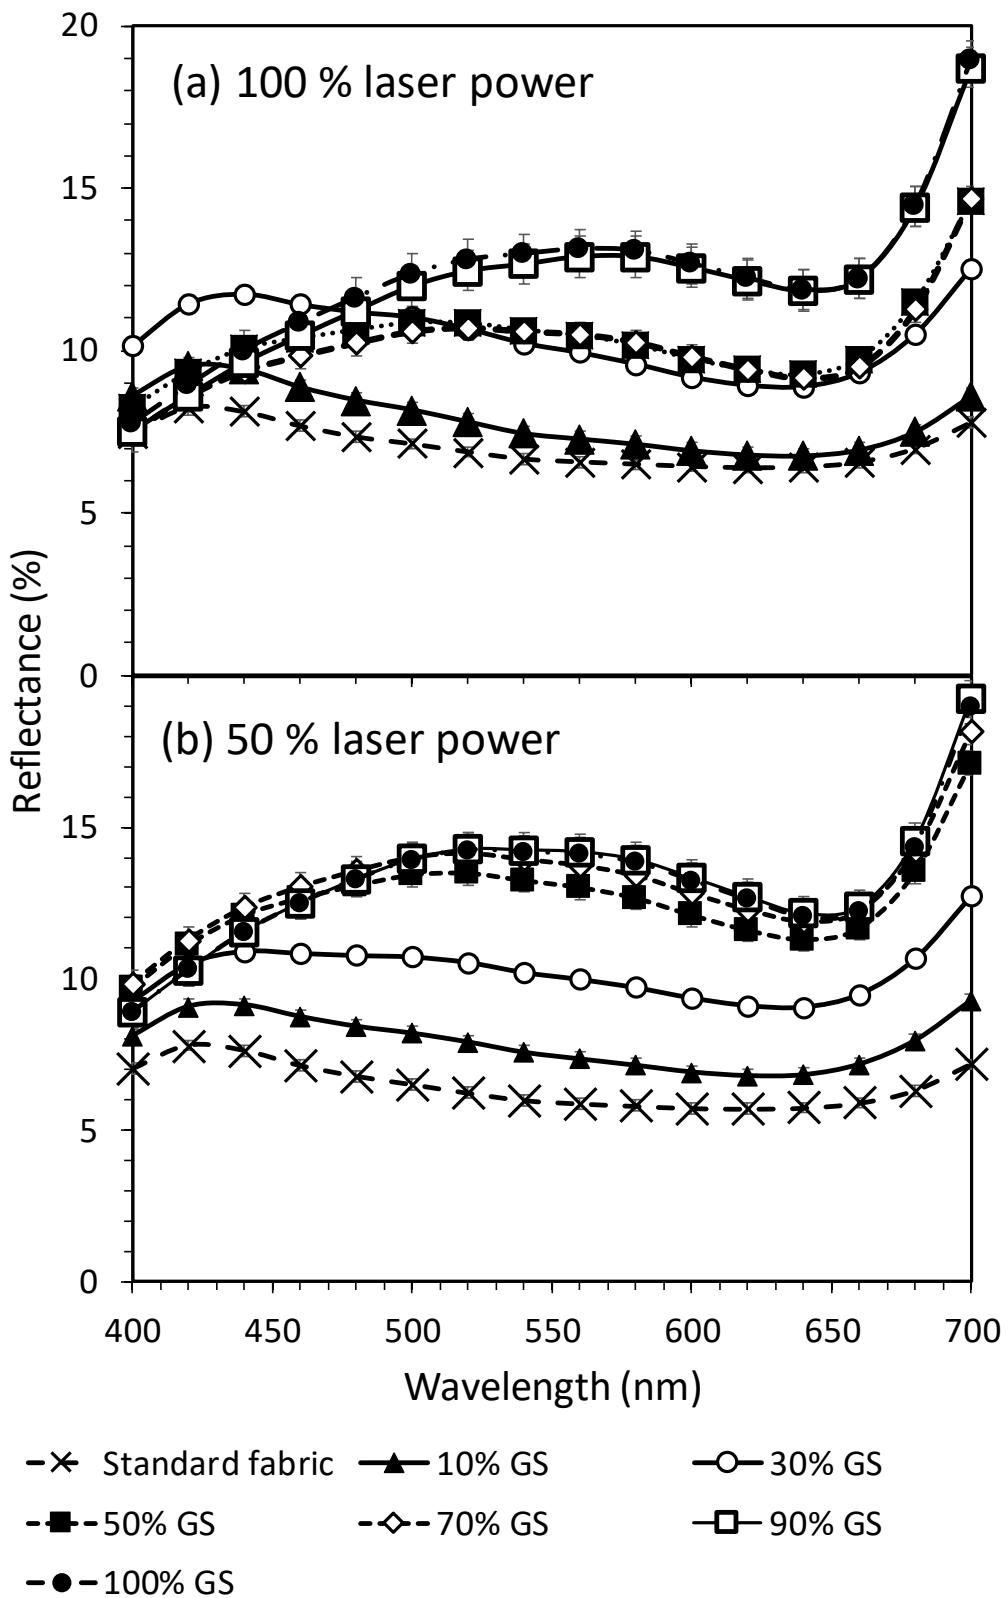 20
(a) 100 % laser power
15
10
5
0
Reflectance (%)
(b) 50 % laser power
15
10
5
0
400 450 500 550 600 650 700
Wavelength (nm)
Standard fabric 10% GS 30% GS
50% GS 70% GS 90% GS
100% GS